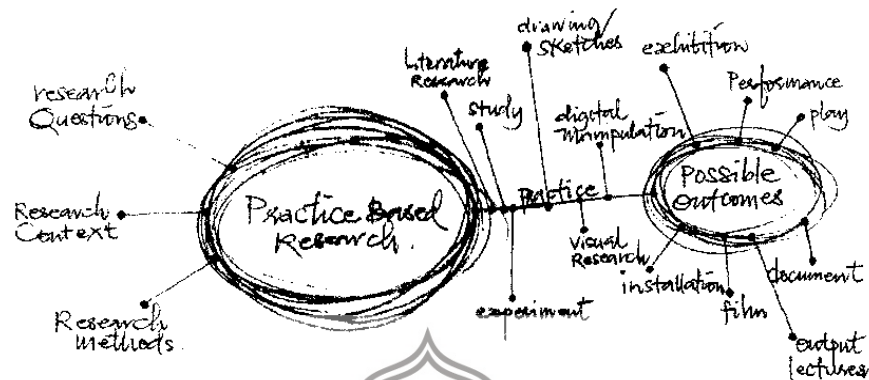 research
Questions
Research
Context
Research
methods
Practice Based
Research.
Literature
Research
study
drawing/
sketches
digital
manipulation
practice
visual
Research
experiment
exhibition
Performance
play
Possible
outcomes
installation
film
document
output
lectures